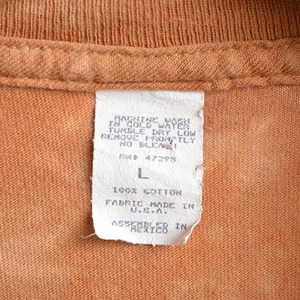 MACHINE WASH
IN COLD WATER
TUMBLE DRY LOW
REMOVE PROMPTLY
NO BLEACH
RN# 47295
L
100% COTTON
FABRIC MADE IN
U.S.A.
ASSEMBLED IN
MEXICO